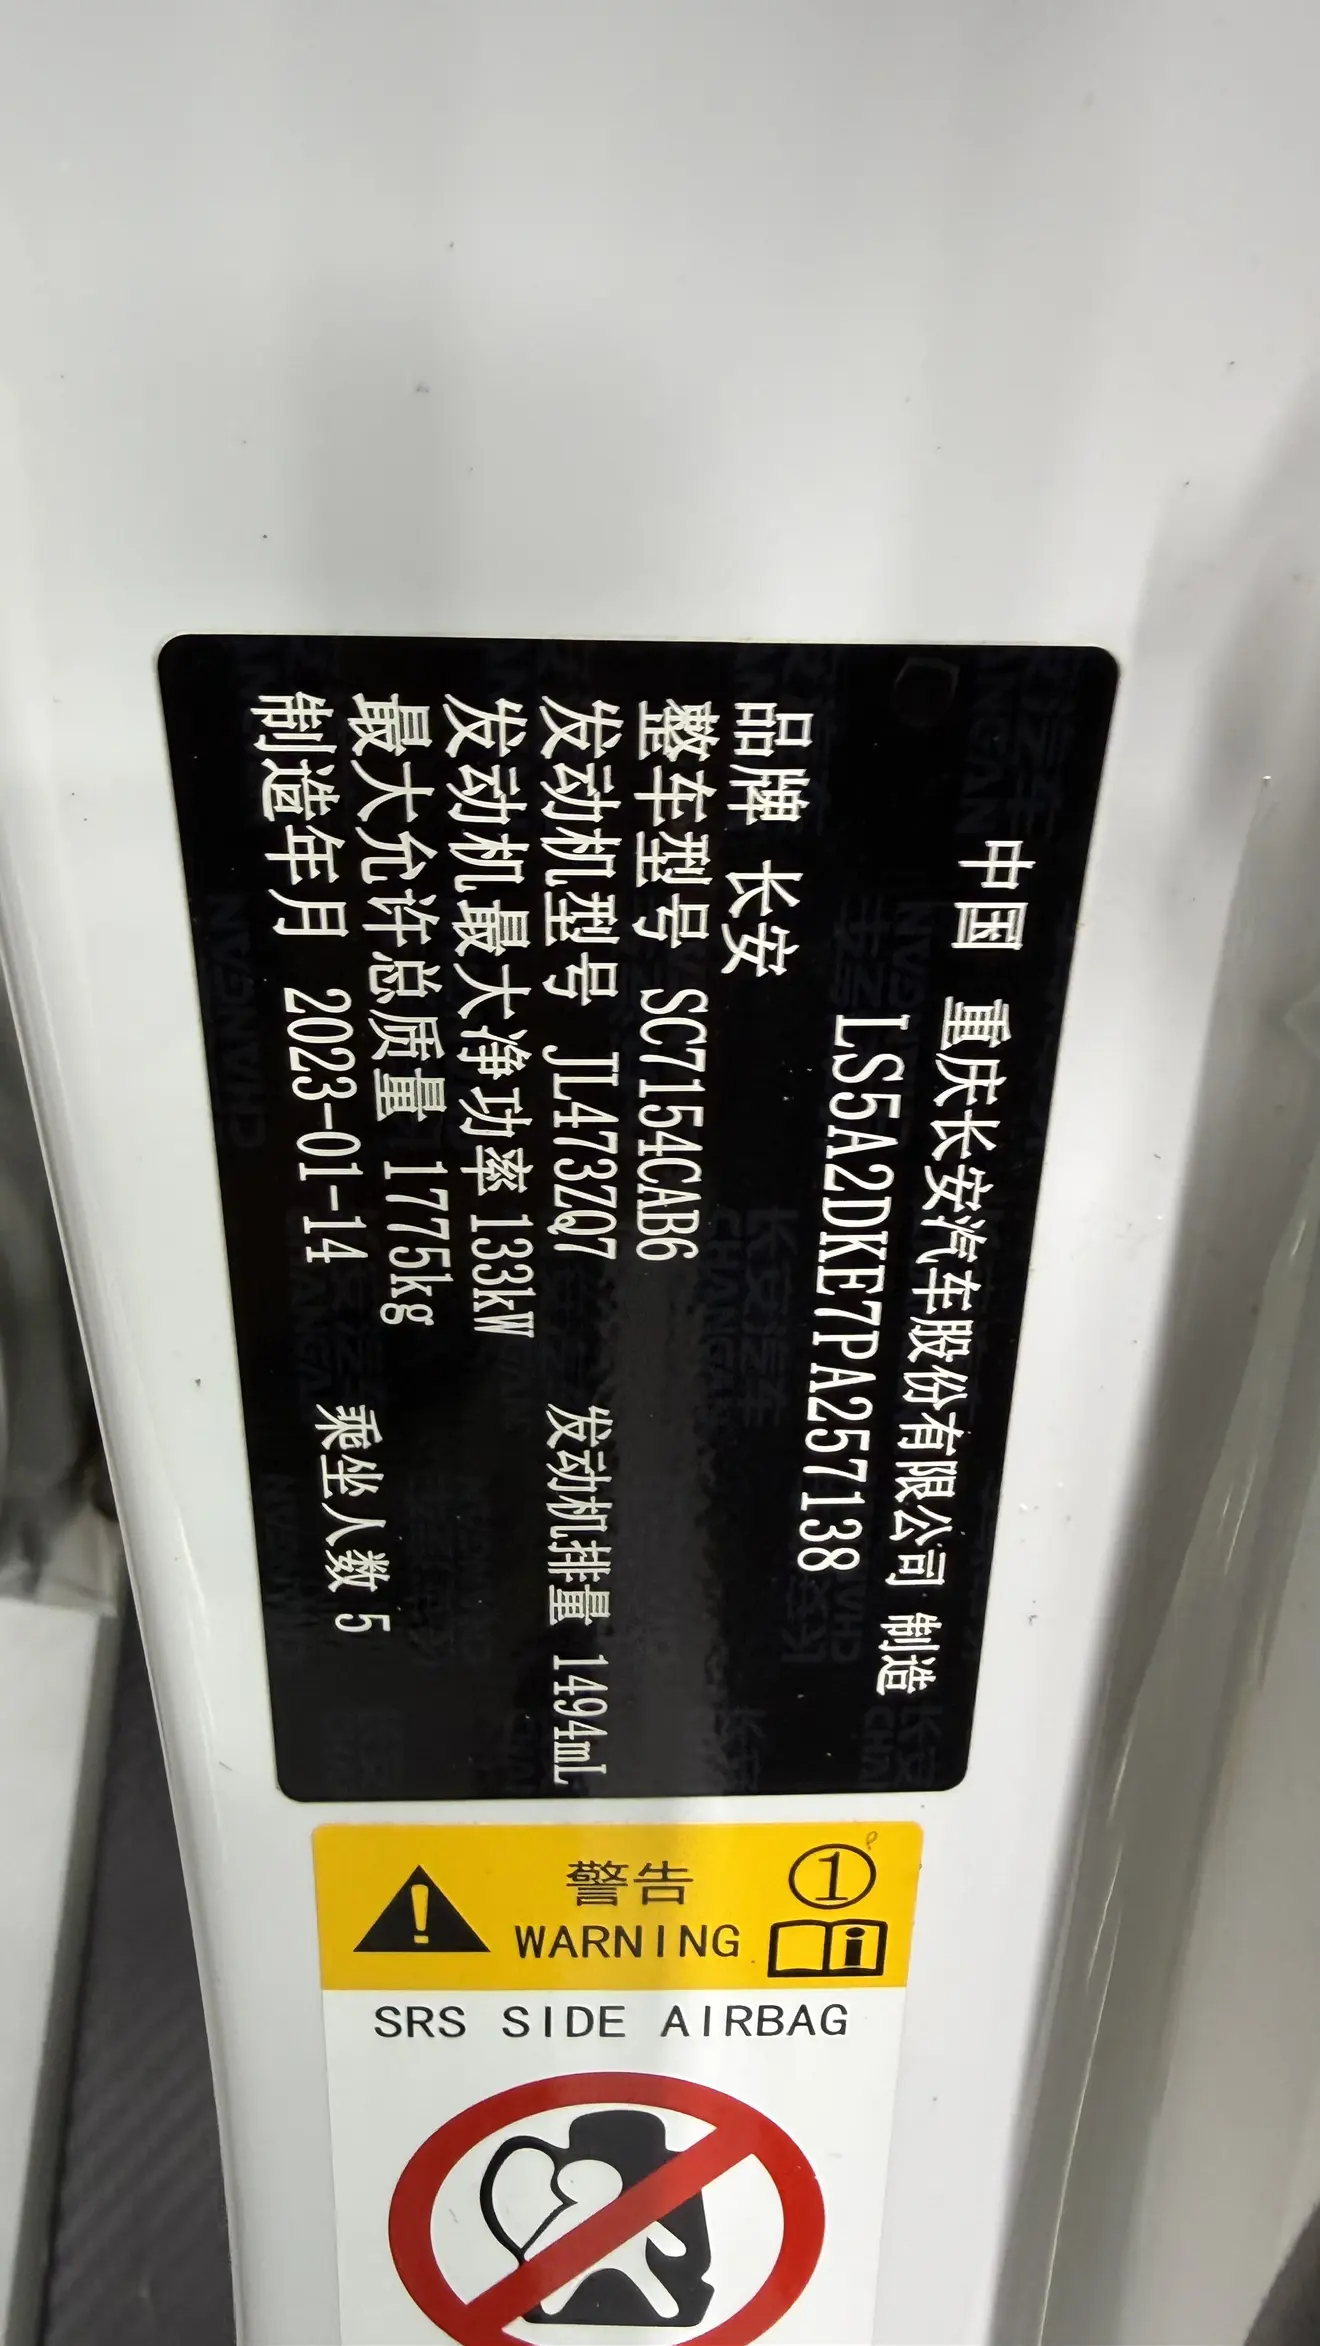 中国 重庆长安汽车股份有限公司 制造
LS5A2DKE7PA257138
品牌 长安
整车型号 SC7154CAB6
发动机型号 JL473ZQ7 发动机排量 1494mL
发动机最大净功率 133kW
最大允许总质量 1775kg
制造年月 2023-01-14 乘坐人数 5
警告 ①
WARNING
SRS SIDE AIRBAG